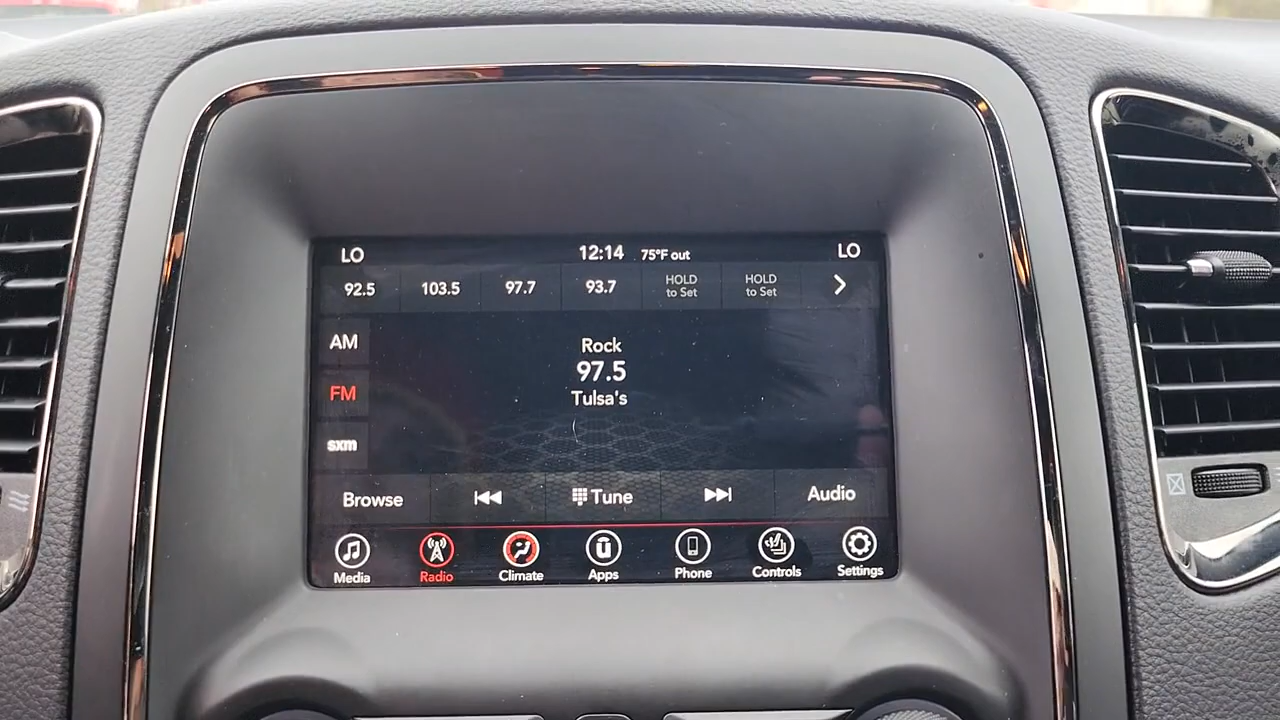 LO 12:14 75°F out LO
92.5 103.5 97.7 93.7 HOLD to Set HOLD to Set
AM
Rock
97.5
FM
Tulsa's
sxm
Browse Tune Audio
Media Radio Climate Apps Phone Controls Settings